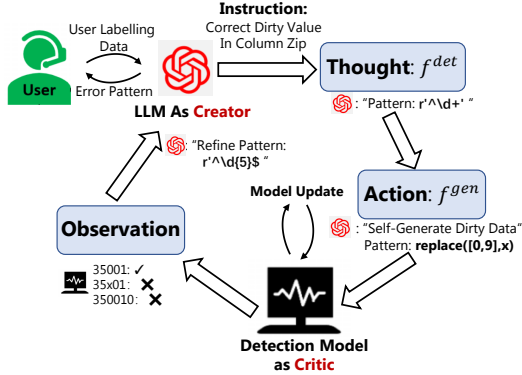 Instruction:
Correct Dirty Value
In Column Zip
User Labelling
Data
User
Error Pattern
LLM As Creator
Thought: f^det
: "Pattern: r'^\d+' "
: "Refine Pattern:
r'^\d{5}$ "
Action: f^gen
Model Update
: "Self-Generate Dirty Data"
Pattern: replace([0,9],x)
Observation
35001: ✓
35x01: ✗
350010: ✗
Detection Model
as Critic